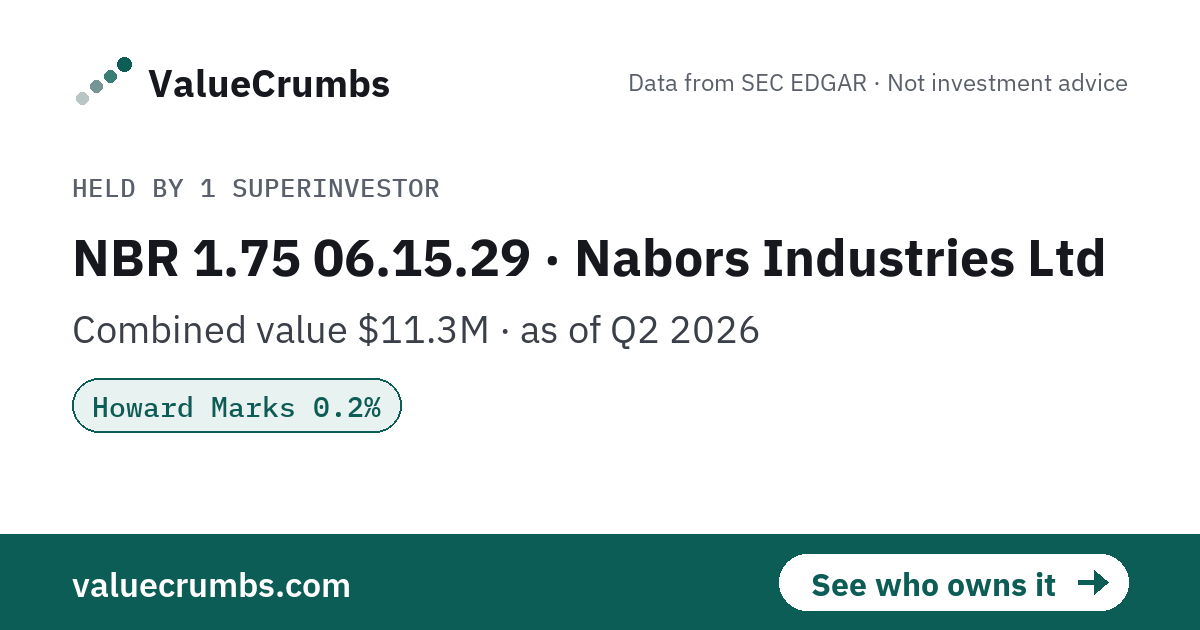 ValueCrumbs
Data from SEC EDGAR · Not investment advice
HELD BY 1 SUPERINVESTOR
NBR 1.75 06.15.29 · Nabors Industries Ltd
Combined value $11.3M · as of Q2 2026
Howard Marks 0.2%
valuecrumbs.com
See who owns it →